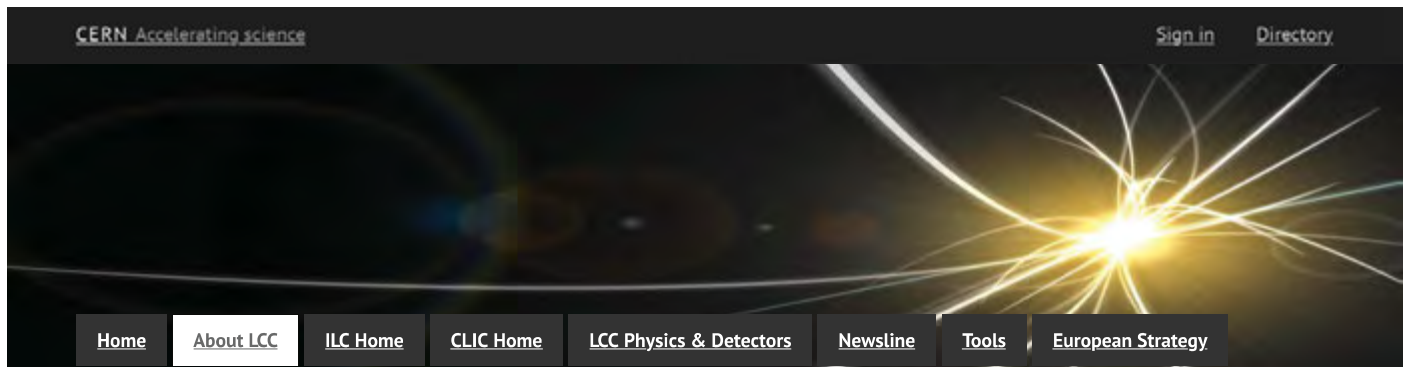 CERN Accelerating science
Sign in Directory
Home About LCC ILC Home CLIC Home LCC Physics & Detectors Newsline Tools European Strategy